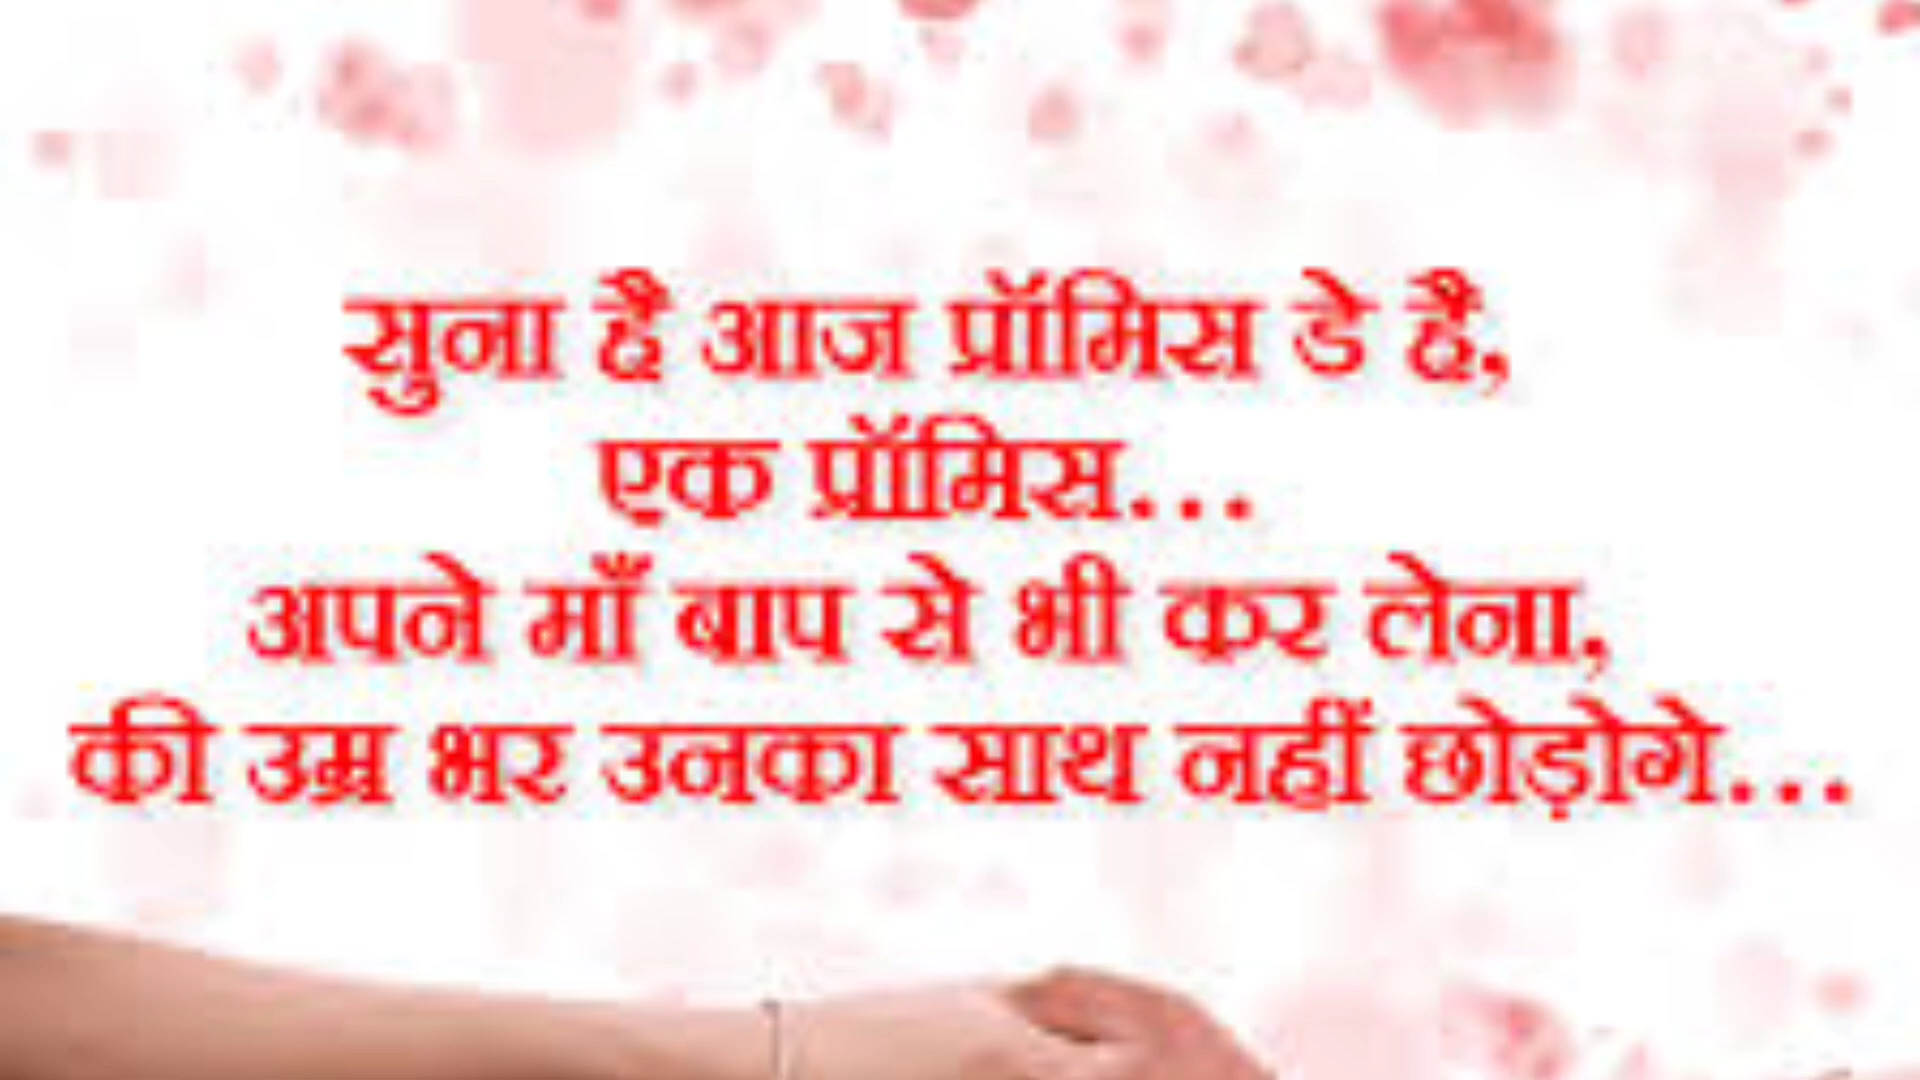 सुना है आज प्रॉमिस डे है,
एक प्रॉमिस...
अपने माँ बाप से भी कर लेना,
की उम्र भर उनका साथ नहीं छोड़ोगे...